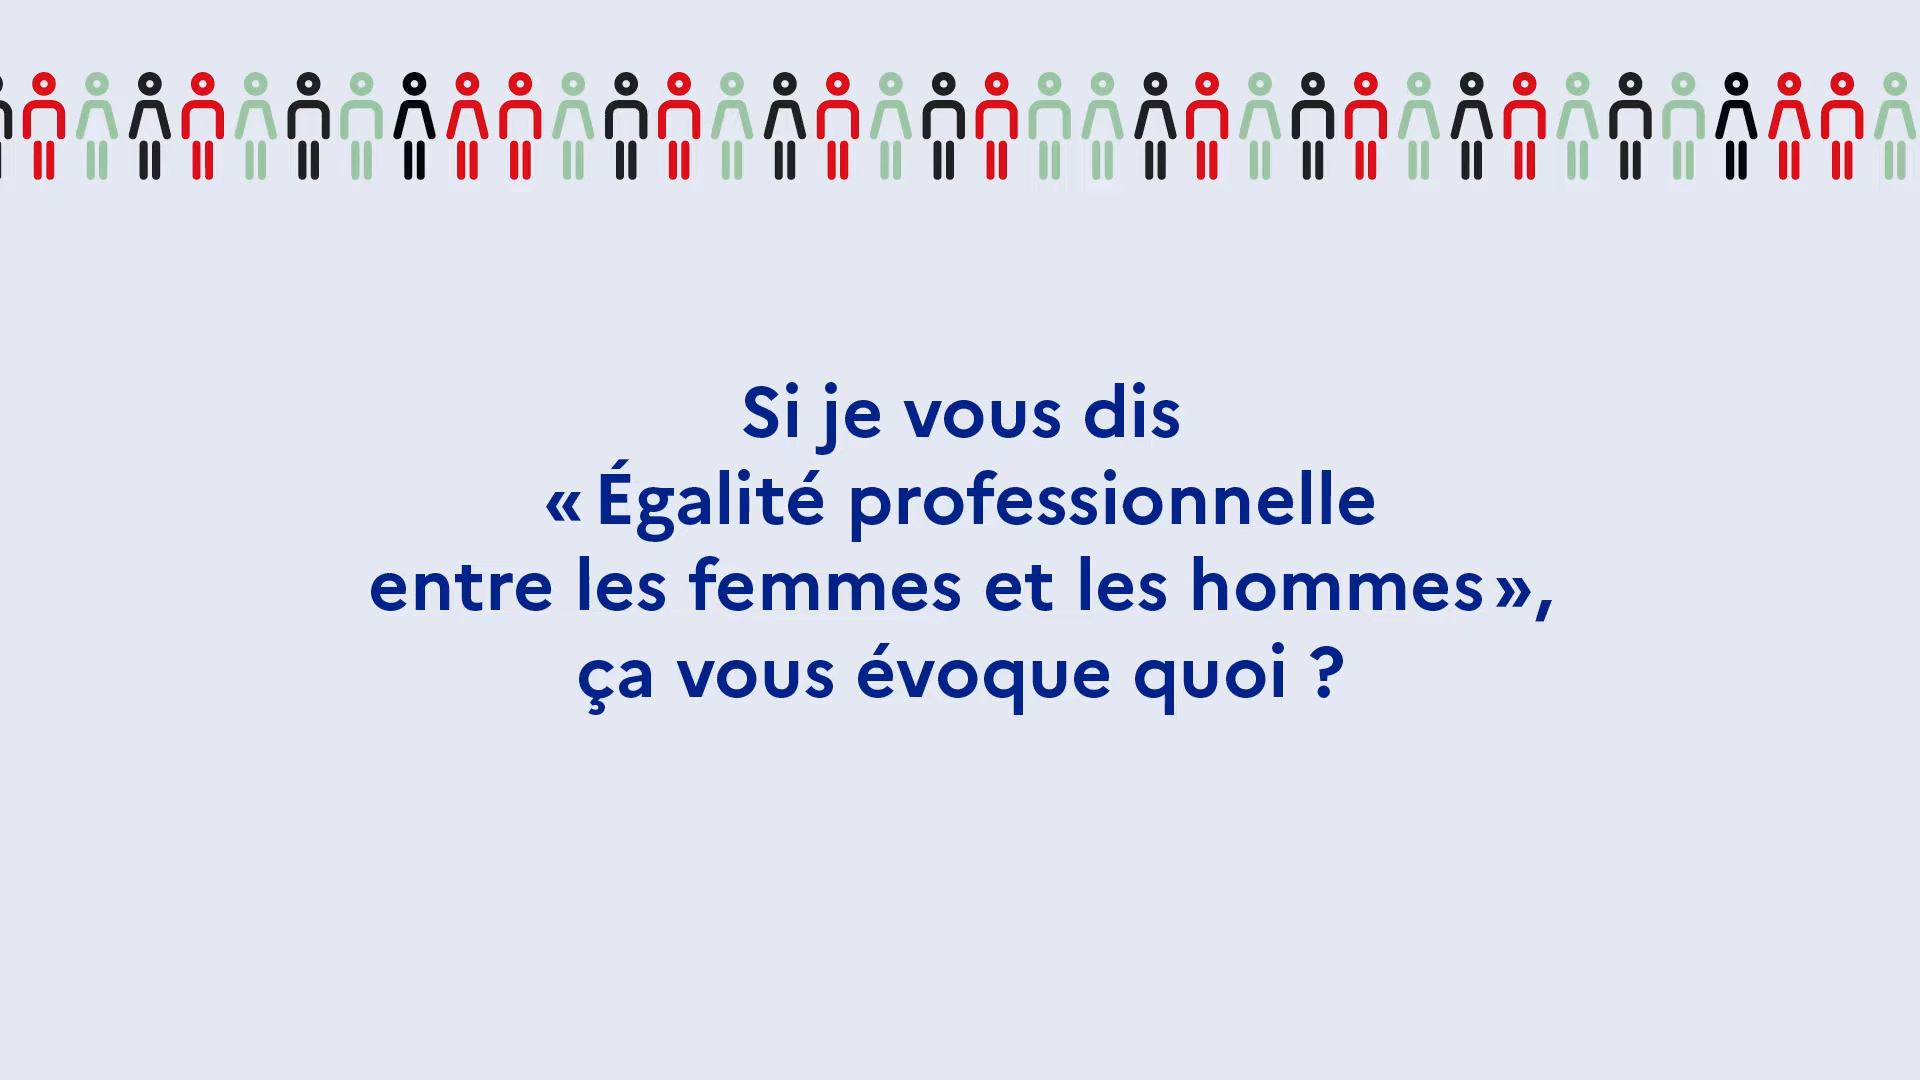 Si je vous dis
« Égalité professionnelle
entre les femmes et les hommes »,
ça vous évoque quoi ?